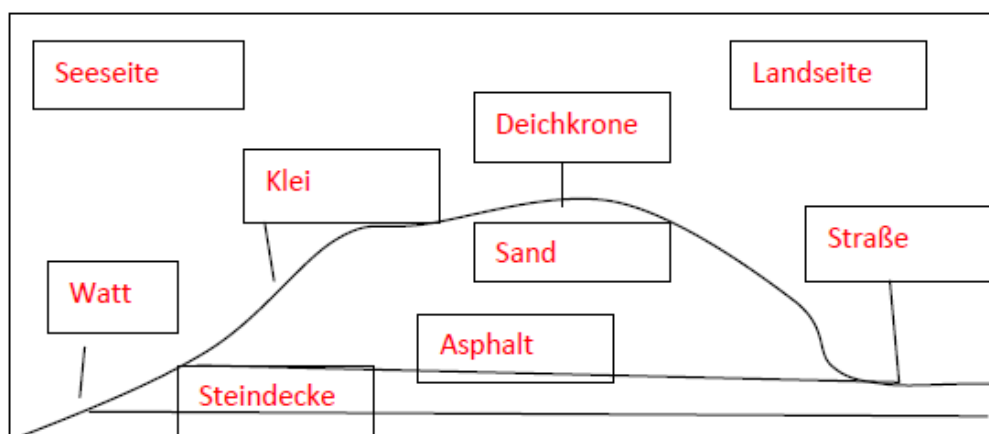 Seeseite
Landseite
Deichkrone
Klei
Sand
Straße
Watt
Asphalt
Steindecke